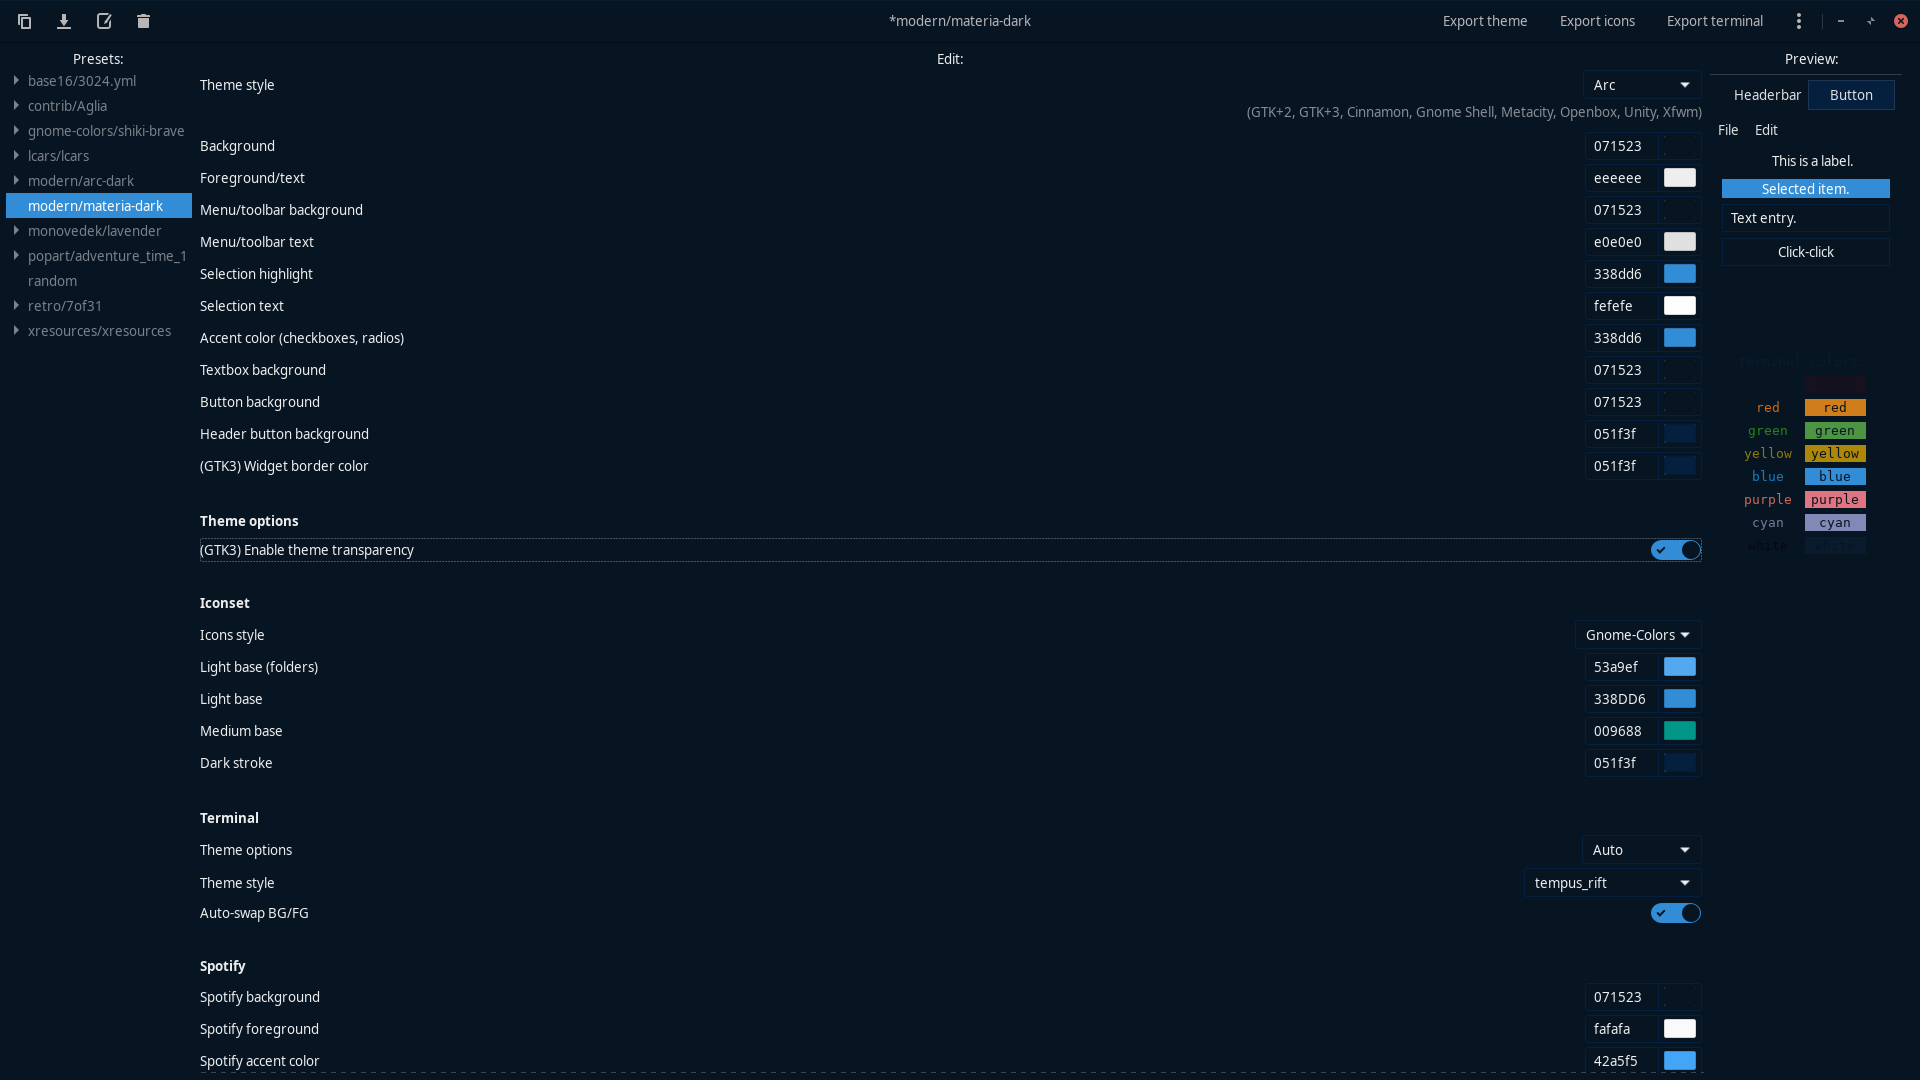 *modern/materia-dark
Export theme
Export icons
Export terminal
Presets:
base16/3024.yml
contrib/Aglia
gnome-colors/shiki-brave
lcars/lcars
modern/arc-dark
modern/materia-dark
monovedek/lavender
popart/adventure_time_1
random
retro/7of31
xresources/xresources
Edit:
Theme style Arc
(GTK+2, GTK+3, Cinnamon, Gnome Shell, Metacity, Openbox, Unity, Xfwm)
Background 071523
Foreground/text eeeeee
Menu/toolbar background 071523
Menu/toolbar text e0e0e0
Selection highlight 338dd6
Selection text fefefe
Accent color (checkboxes, radios) 338dd6
Textbox background 071523
Button background 071523
Header button background 051f3f
(GTK3) Widget border color 051f3f
Theme options
(GTK3) Enable theme transparency
Iconset
Icons style Gnome-Colors
Light base (folders) 53a9ef
Light base 338DD6
Medium base 009688
Dark stroke 051f3f
Terminal
Theme options Auto
Theme style tempus_rift
Auto-swap BG/FG
Spotify
Spotify background 071523
Spotify foreground fafafa
Spotify accent color 42a5f5
Preview:
Headerbar Button
File Edit
This is a label.
Selected item.
Text entry.
Click-click
terminal colors:
red red
green green
yellow yellow
blue blue
purple purple
cyan cyan
white white